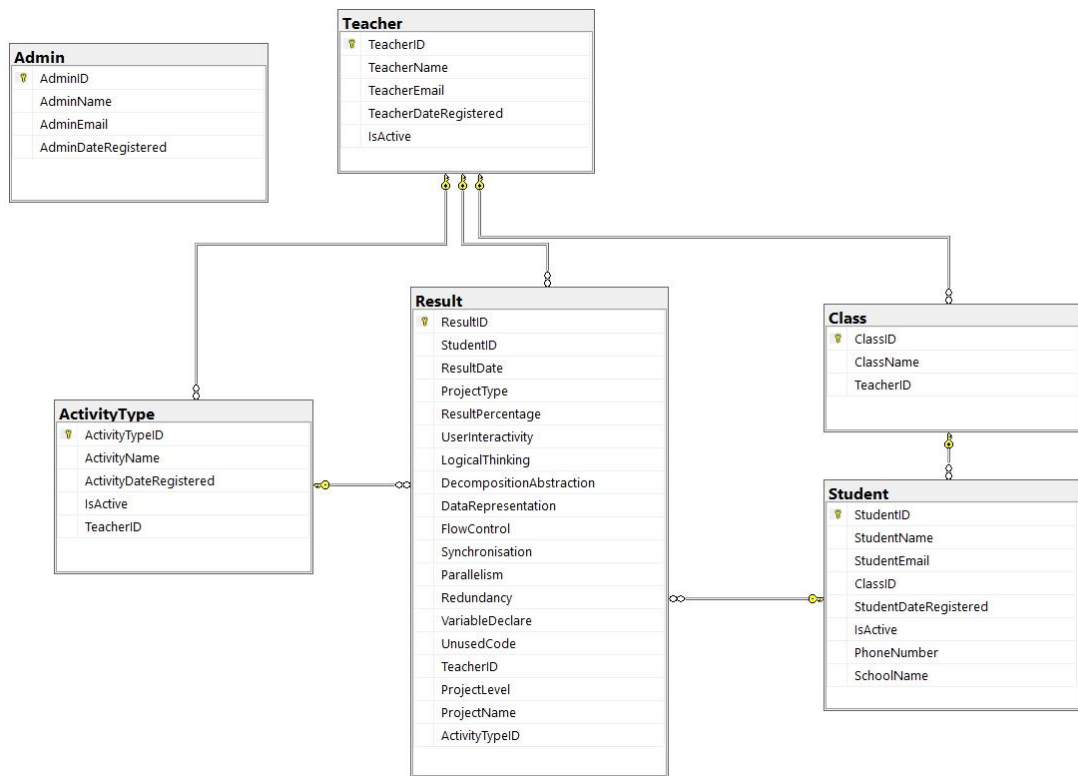 Admin
AdminID
AdminName
AdminEmail
AdminDateRegistered
Teacher
TeacherID
TeacherName
TeacherEmail
TeacherDateRegistered
IsActive
ActivityType
ActivityTypeID
ActivityName
ActivityDateRegistered
IsActive
TeacherID
Result
ResultID
StudentID
ResultDate
ProjectType
ResultPercentage
UserInteractivity
LogicalThinking
DecompositionAbstraction
DataRepresentation
FlowControl
Synchronisation
Parallelism
Redundancy
VariableDeclare
UnusedCode
TeacherID
ProjectLevel
ProjectName
ActivityTypeID
Class
ClassID
ClassName
TeacherID
Student
StudentID
StudentName
StudentEmail
ClassID
StudentDateRegistered
IsActive
PhoneNumber
SchoolName